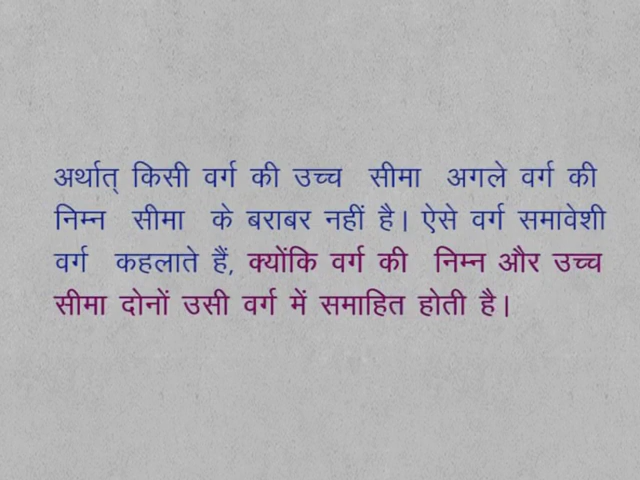 अर्थात् किसी वर्ग की उच्च सीमा अगले वर्ग की
निम्न सीमा के बराबर नहीं है। ऐसे वर्ग समावेशी
वर्ग कहलाते हैं, क्योंकि वर्ग की निम्न और उच्च
सीमा दोनों उसी वर्ग में समाहित होती है।